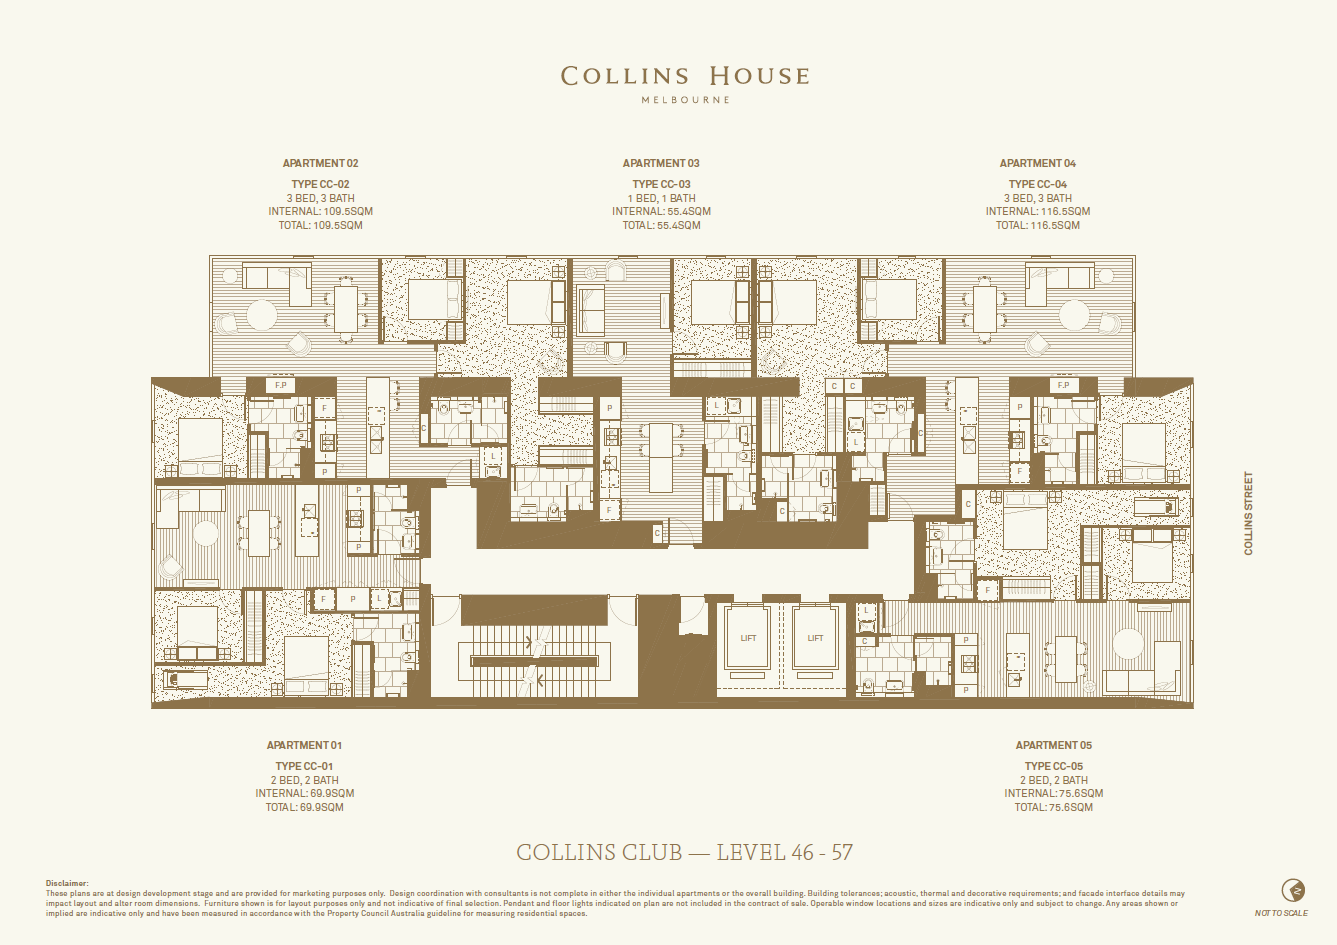 COLLINS HOUSE
MELBOURNE
APARTMENT 02
TYPE CC-02
3 BED, 3 BATH
INTERNAL: 109.5SQM
TOTAL: 109.5SQM
APARTMENT 03
TYPE CC-03
1 BED, 1 BATH
INTERNAL: 55.4SQM
TOTAL: 55.4SQM
APARTMENT 04
TYPE CC-04
3 BED, 3 BATH
INTERNAL: 116.5SQM
TOTAL: 116.5SQM
F.P
C C
F.P
F
P
L
P
C
F
C
L
P
L
P
F
C
C
P
F
C
P
P
C
F
P
L
F
LIFT
LIFT
L
C
P
P
COLLINS STREET
APARTMENT 01
TYPE CC-01
2 BED, 2 BATH
INTERNAL: 69.9SQM
TOTAL: 69.9SQM
APARTMENT 05
TYPE CC-05
2 BED, 2 BATH
INTERNAL: 75.6SQM
TOTAL: 75.6SQM
COLLINS CLUB — LEVEL 46 - 57
Disclaimer:
These plans are at design development stage and are provided for marketing purposes only. Design coordination with consultants is not complete in either the individual apartments or the overall building. Building tolerances; acoustic, thermal and decorative requirements; and facade interface details may
impact layout and alter room dimensions. Furniture shown is for layout purposes only and not indicative of final selection. Pendant and floor lights indicated on plan are not included in the contract of sale. Operable window locations and sizes are indicative only and subject to change. Any areas shown or
implied are indicative only and have been measured in accordance with the Property Council Australia guideline for measuring residential spaces.
N
NOT TO SCALE